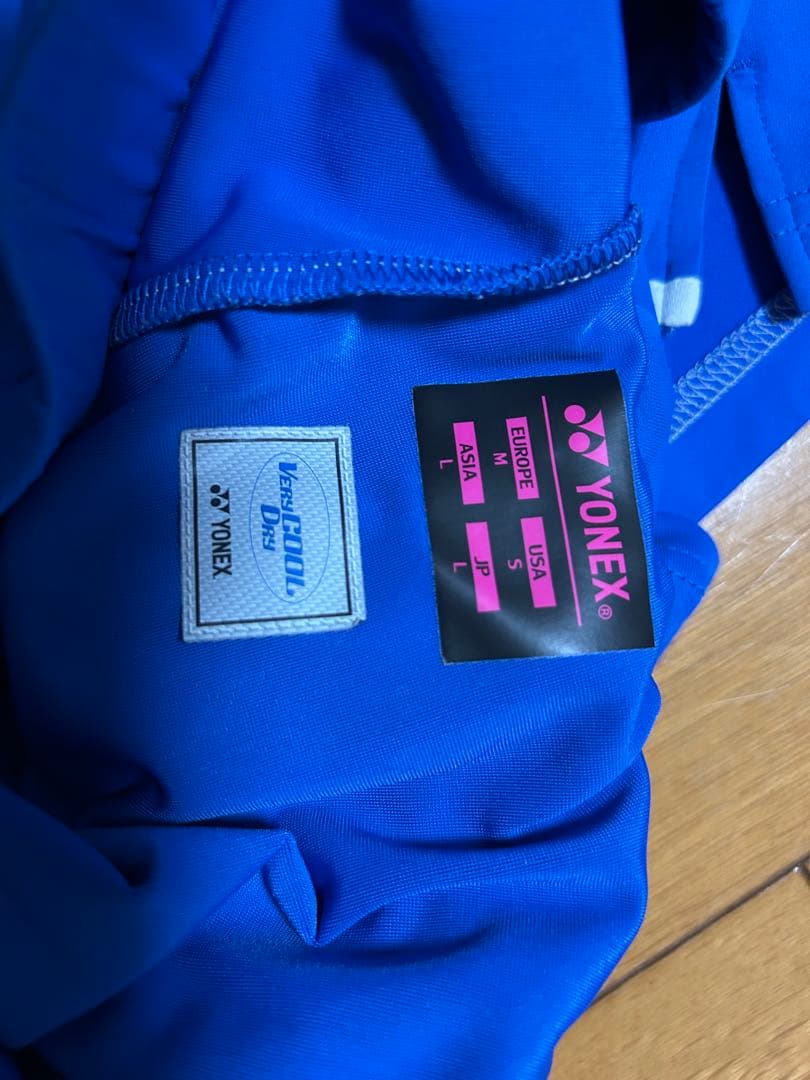 YONEX®
EUROPE USA
M S
ASIA JP
L L
VERY COOL
DRY
YONEX